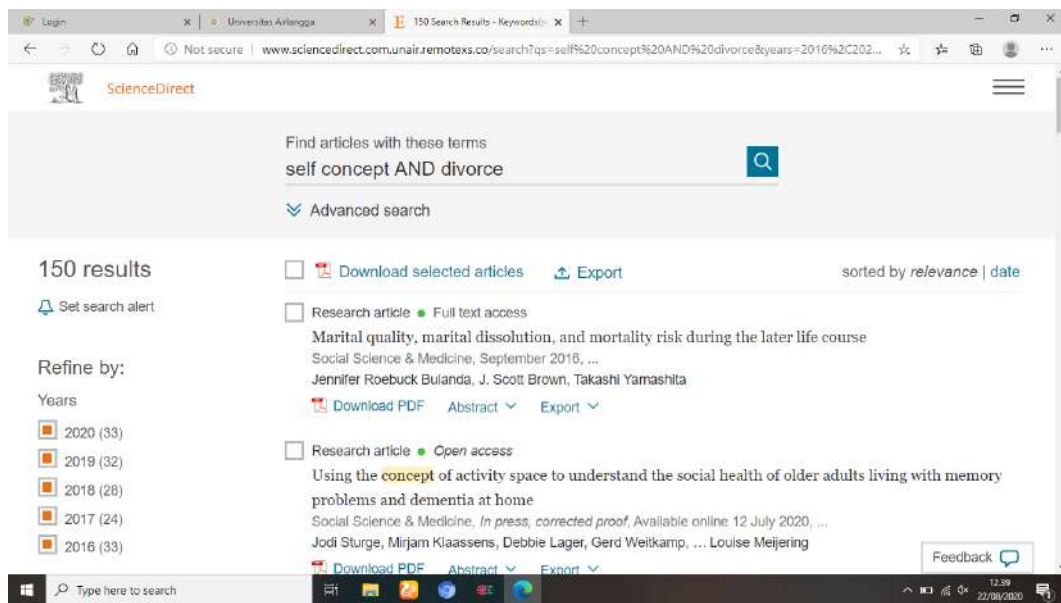 Login
Universitas Airlangga
150 Search Results - Keywords(s
Not secure | www.sciencedirect.com.unair.remotexs.co/search?qs=self%20concept%20AND%20divorce&years=2016%2C202...
ScienceDirect
Find articles with these terms
self concept AND divorce
Advanced search
150 results
Set search alert
Refine by:
Years
2020 (33)
2019 (32)
2018 (28)
2017 (24)
2016 (33)
Download selected articles Export sorted by relevance | date
Research article Full text access
Marital quality, marital dissolution, and mortality risk during the later life course
Social Science & Medicine, September 2016, ...
Jennifer Roebuck Bulanda, J. Scott Brown, Takashi Yamashita
Download PDF Abstract Export
Research article Open access
Using the concept of activity space to understand the social health of older adults living with memory
problems and dementia at home
Social Science & Medicine, In press, corrected proof, Available online 12 July 2020, ...
Jodi Sturge, Mirjam Klaassens, Debbie Lager, Gerd Weitkamp, ... Louise Meijering
Download PDF Abstract Export
Feedback
Type here to search
12.39
22/08/2020